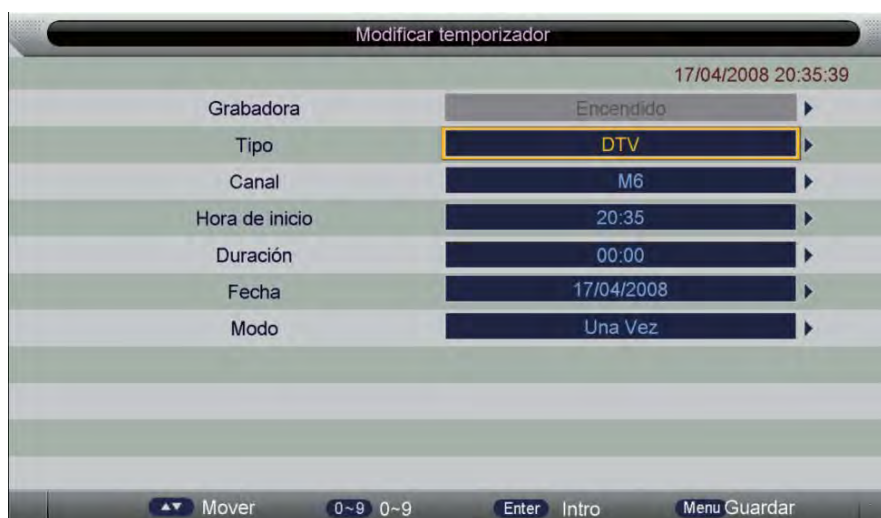 Modificar temporizador
17/04/2008 20:35:39
Grabadora Encendido
Tipo DTV
Canal M6
Hora de inicio 20:35
Duración 00:00
Fecha 17/04/2008
Modo Una Vez
Mover 0~9 0~9 Enter Intro Menu Guardar